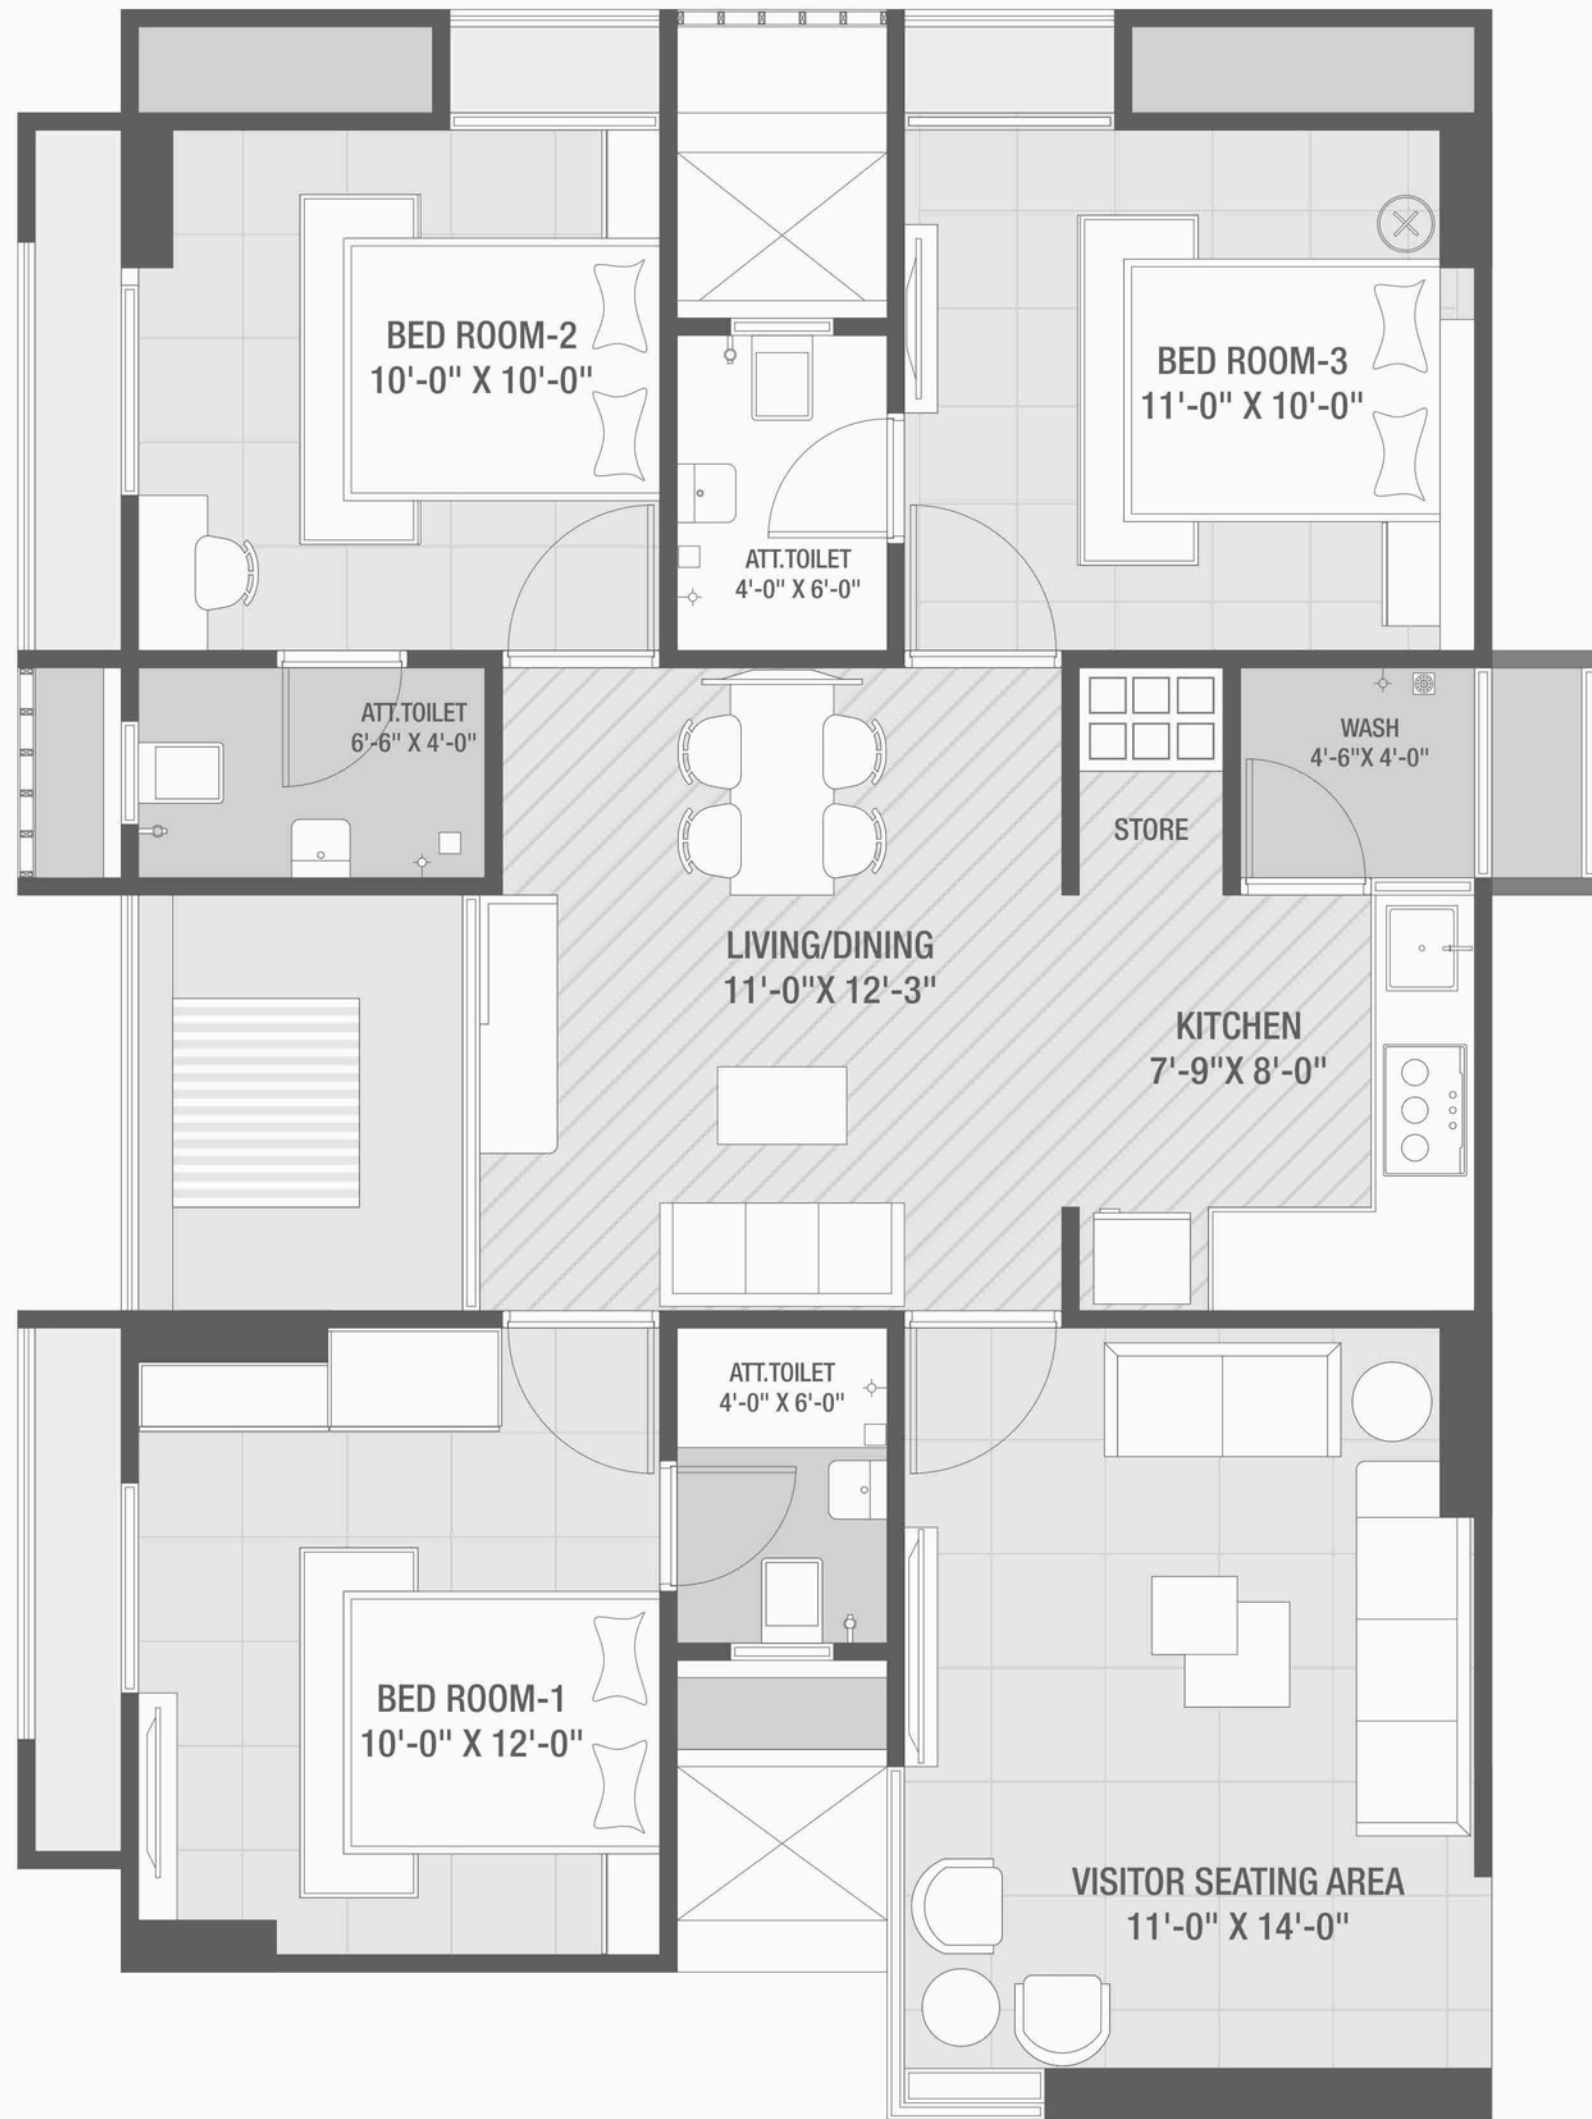 BED ROOM-2
10'-0" X 10'-0"
BED ROOM-3
11'-0" X 10'-0"
ATT.TOILET
4'-0" X 6'-0"
ATT.TOILET
6'-6" X 4'-0"
WASH
4'-6"X 4'-0"
STORE
LIVING/DINING
11'-0"X 12'-3"
KITCHEN
7'-9"X 8'-0"
ATT.TOILET
4'-0" X 6'-0"
BED ROOM-1
10'-0" X 12'-0"
VISITOR SEATING AREA
11'-0" X 14'-0"